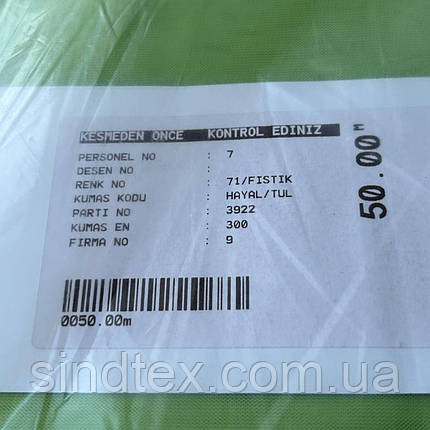 KESMEDEN ONCE KONTROL EDINIZ
PERSONEL NO : 7
DESEN NO :
RENK NO : 71/FISTIK
KUMAS KODU : HAYAL/TUL
PARTI NO : 3922
KUMAS EN : 300
FIRMA NO : 9
50.00 M
0050.00m
sindtex.com.ua